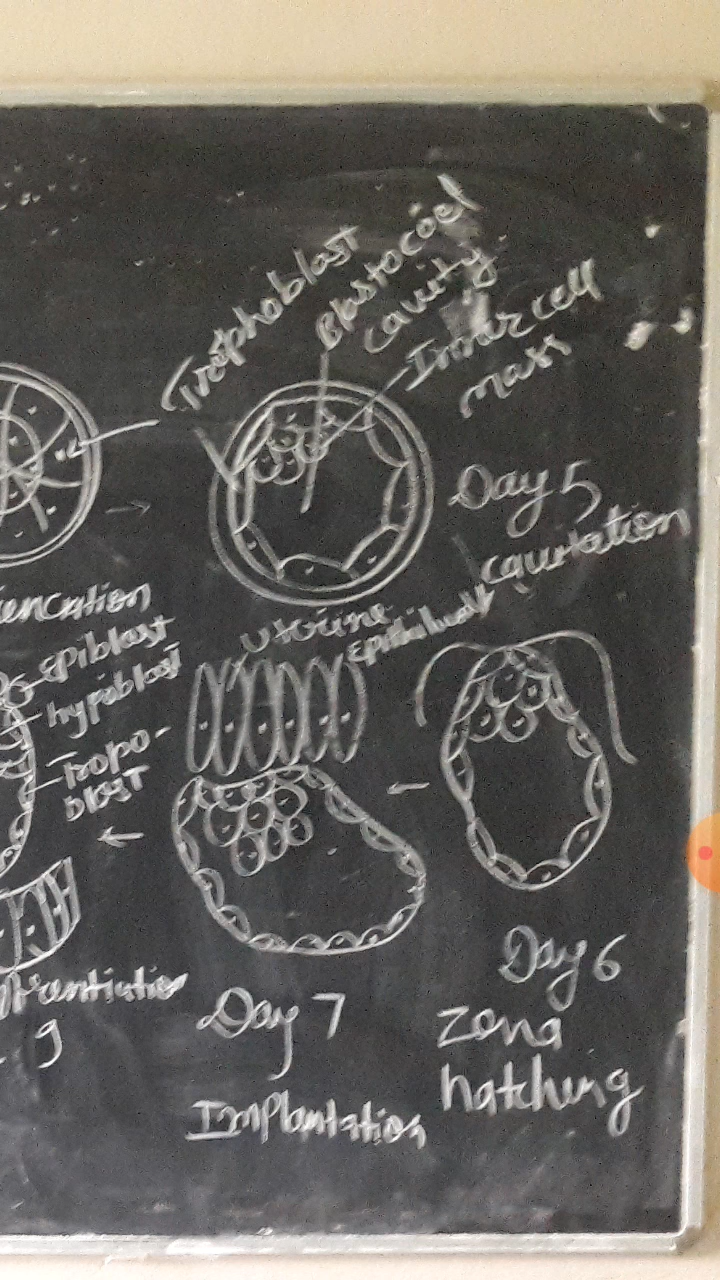 Trophoblast
Blastocoel
cavity
Inner cell
mass
Day 5
cavitation
Uterine
epithelium
epiblast
hypoblast
Tropo-
blast
Day 6
Zona
hatching
Day 7
Implantation
9